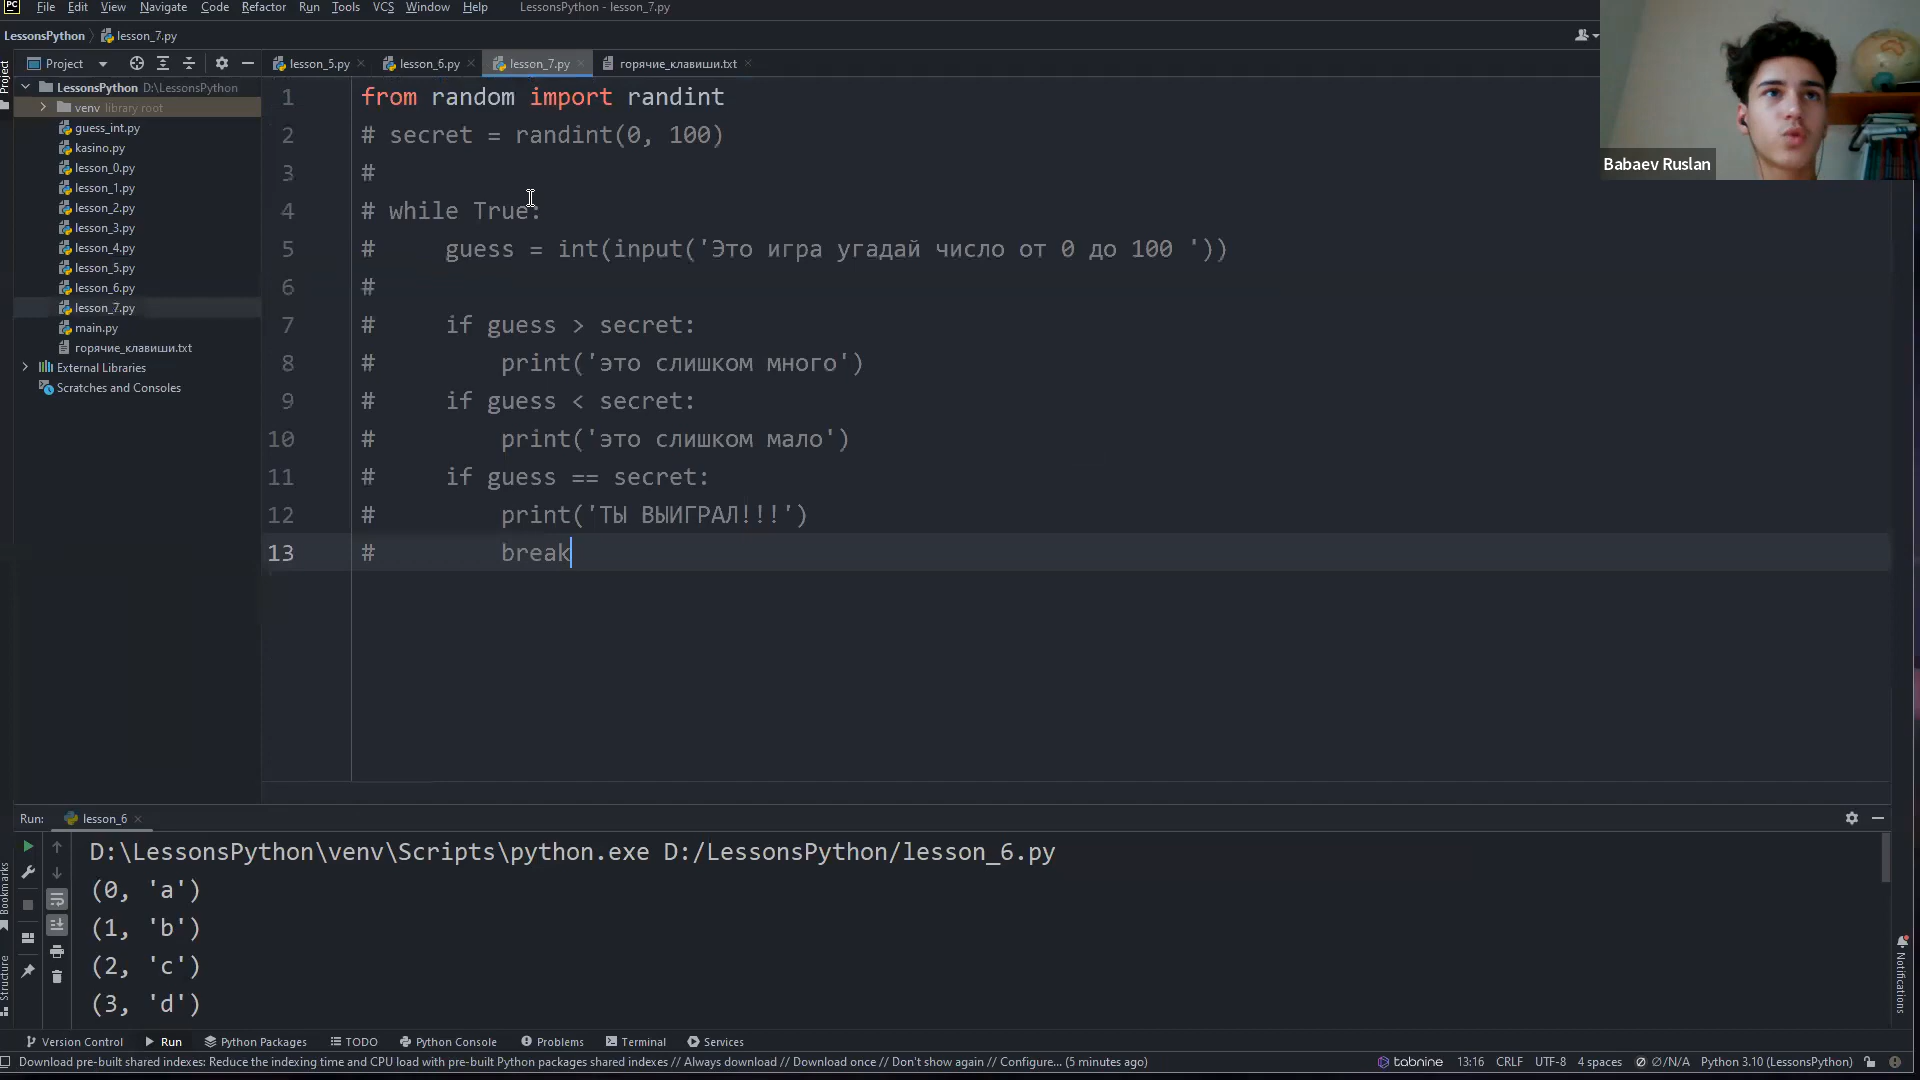 File Edit View Navigate Code Refactor Run Tools VCS Window Help LessonsPython - lesson_7.py
LessonsPython lesson_7.py
Project lesson_5.py lesson_6.py lesson_7.py горячие_клавиши.txt
Project
LessonsPython D:\LessonsPython
venv library root
guess_int.py
kasino.py
lesson_0.py
lesson_1.py
lesson_2.py
lesson_3.py
lesson_4.py
lesson_5.py
lesson_6.py
lesson_7.py
main.py
горячие_клавиши.txt
External Libraries
Scratches and Consoles
1 from random import randint
2 # secret = randint(0, 100)
3 #
4 # while True:
5 #     guess = int(input('Это игра угадай число от 0 до 100 '))
6 #
7 #     if guess > secret:
8 #         print('это слишком много')
9 #     if guess < secret:
10 #         print('это слишком мало')
11 #     if guess == secret:
12 #         print('ТЫ ВЫИГРАЛ!!!')
13 #         break
Babaev Ruslan
Run: lesson_6
D:\LessonsPython\venv\Scripts\python.exe D:/LessonsPython/lesson_6.py
(0, 'a')
(1, 'b')
(2, 'c')
(3, 'd')
Bookmarks
Structure
Notifications
Version Control Run Python Packages TODO Python Console Problems Terminal Services
Download pre-built shared indexes: Reduce the indexing time and CPU load with pre-built Python packages shared indexes // Always download // Download once // Don't show again // Configure... (5 minutes ago) tabnine 13:16 CRLF UTF-8 4 spaces ∅/N/A Python 3.10 (LessonsPython)